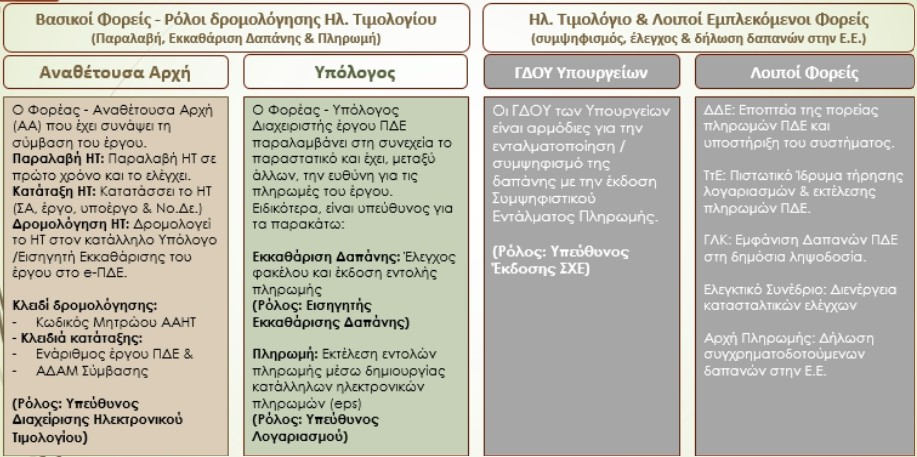 Βασικοί Φορείς - Ρόλοι δρομολόγησης Ηλ. Τιμολογίου
(Παραλαβή, Εκκαθάριση Δαπάνης & Πληρωμή)
Αναθέτουσα Αρχή
Ο Φορέας - Αναθέτουσα Αρχή
(ΑΑ) που έχει συνάψει τη
σύμβαση του έργου.
Παραλαβή ΗΤ: Παραλαβή ΗΤ σε
πρώτο χρόνο και το ελέγχει.
Κατάταξη ΗΤ: Κατατάσσει το ΗΤ
(ΣΑ, έργο, υποέργο & Νο.Δε.)
Δρομολόγηση ΗΤ: Δρομολογεί
το ΗΤ στον κατάλληλο Υπόλογο
/Εισηγητή Εκκαθάρισης του
έργου στο e-ΠΔΕ.
Κλειδί δρομολόγησης:
- Κωδικός Μητρώου ΑΑΗΤ
- Κλειδιά κατάταξης:
- Ενάριθμος έργου ΠΔΕ &
- ΑΔΑΜ Σύμβασης
(Ρόλος: Υπεύθυνος
Διαχείρισης Ηλεκτρονικού
Τιμολογίου)
Υπόλογος
Ο Φορέας - Υπόλογος
Διαχειριστής έργου ΠΔΕ
παραλαμβάνει στη συνεχεία το
παραστατικό και έχει, μεταξύ
άλλων, την ευθύνη για τις
πληρωμές του έργου.
Ειδικότερα, είναι υπεύθυνος για
τα παρακάτω:
Εκκαθάριση Δαπάνης: Έλεγχος
φακέλου και έκδοση εντολής
πληρωμής
(Ρόλος: Εισηγητής
Εκκαθάρισης Δαπάνης)
Πληρωμή: Εκτέλεση εντολών
πληρωμής μέσω δημιουργίας
κατάλληλων ηλεκτρονικών
πληρωμών (eps)
(Ρόλος: Υπεύθυνος
Λογαριασμού)
Ηλ. Τιμολόγιο & Λοιποί Εμπλεκόμενοι Φορείς
(συμψηφισμός, έλεγχος & δήλωση δαπανών στην Ε.Ε.)
ΓΔΟΥ Υπουργείων
Οι ΓΔΟΥ των Υπουργείων
είναι αρμόδιες για την
ενταλματοποίηση /
συμψηφισμό της
δαπάνης με την έκδοση
Συμψηφιστικού
Εντάλματος Πληρωμής.
(Ρόλος: Υπεύθυνος
Έκδοσης ΣΧΕ)
Λοιποί Φορείς
ΔΔΕ: Εποπτεία της πορείας
πληρωμών ΠΔΕ και
υποστήριξη του συστήματος.
ΤτΕ: Πιστωτικό Ίδρυμα τήρησης
λογαριασμών & εκτέλεσης
πληρωμών ΠΔΕ.
ΓΛΚ: Εμφάνιση Δαπανών ΠΔΕ
στη δημόσια ληψοδοσία.
Ελεγκτικό Συνέδριο: Διενέργεια
κατασταλτικών ελέγχων
Αρχή Πληρωμής: Δήλωση
συγχρηματοδοτούμενων
δαπανών στην Ε.Ε.